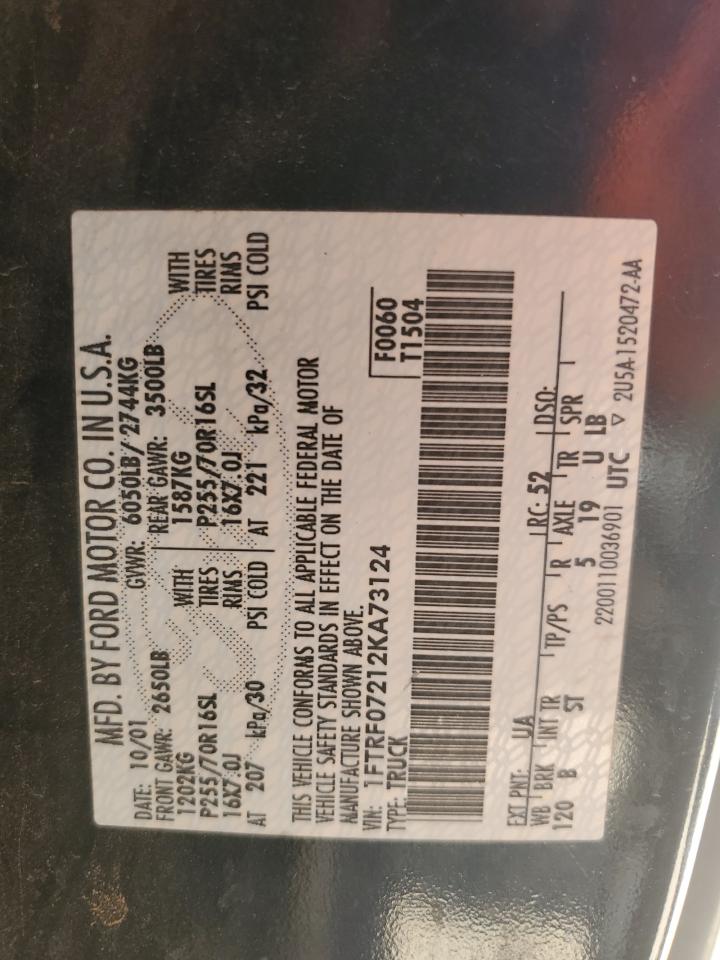 MFD. BY FORD MOTOR CO. IN U.S.A.
DATE: 10/01 GVWR: 6050LB/ 2744KG
FRONT GAWR: 2650LB REAR GAWR: 3500LB
1202KG WITH 1587KG WITH
P255/70R16SL TIRES P255/70R16SL TIRES
16X7.0J RIMS 16X7.0J RIMS
AT 207 kPa/30 PSI COLD AT 221 kPa/32 PSI COLD
THIS VEHICLE CONFORMS TO ALL APPLICABLE FEDERAL MOTOR
VEHICLE SAFETY STANDARDS IN EFFECT ON THE DATE OF
MANUFACTURE SHOWN ABOVE.
VIN: 1FTRF07212KA73124 F0060
TYPE: TRUCK T1504
EXT PNT: UA RC: 52 DSO:
WB BRK INT TR TP/PS R AXLE TR SPR
120 B ST 5 19 U LB
2200110036901 UTC ▽ 2U5A-1520472-AA